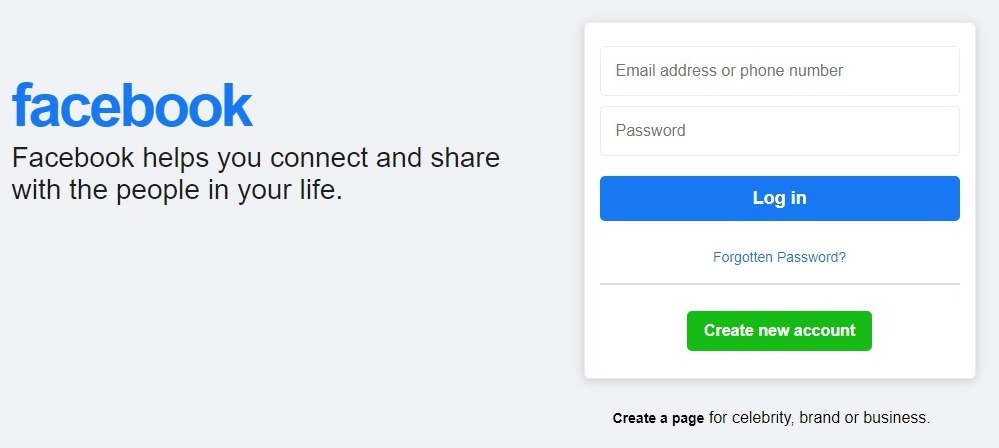 facebook
Facebook helps you connect and share
with the people in your life.
Email address or phone number
Password
Log in
Forgotten Password?
Create new account
Create a page for celebrity, brand or business.